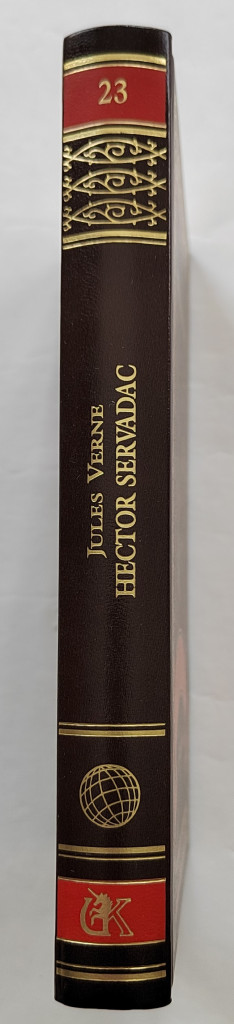 23
JULES VERNE
HECTOR SERVADAC
K